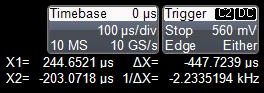 Timebase 0 µs
Trigger C2 DC
100 µs/div
Stop 560 mV
10 MS 10 GS/s
Edge Either
X1= 244.6521 µs ΔX= -447.7239 µs
X2= -203.0718 µs 1/ΔX= -2.2335194 kHz